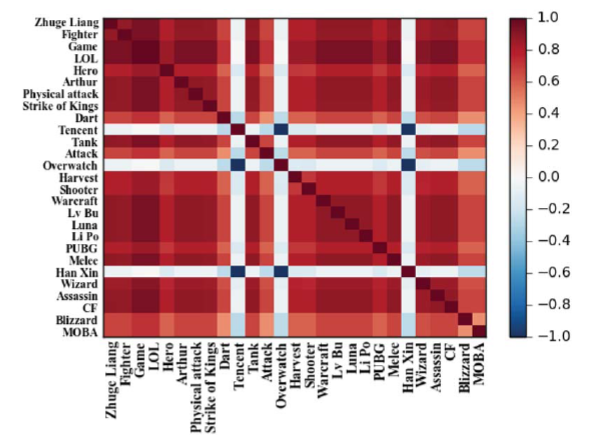 Zhuge Liang
Fighter
Game
LOL
Hero
Arthur
Physical attack
Strike of Kings
Dart
Tencent
Tank
Attack
Overwatch
Harvest
Shooter
Warcraft
Lv Bu
Luna
Li Po
PUBG
Melee
Han Xin
Wizard
Assassin
CF
Blizzard
MOBA
Zhuge Liang
Fighter
Game
LOL
Hero
Arthur
Physical attack
Strike of Kings
Dart
Tencent
Tank
Attack
Overwatch
Harvest
Shooter
Warcraft
Lv Bu
Luna
Li Po
PUBG
Melee
Han Xin
Wizard
Assassin
CF
Blizzard
MOBA
1.0
0.8
0.6
0.4
0.2
0.0
−0.2
−0.4
−0.6
−0.8
−1.0